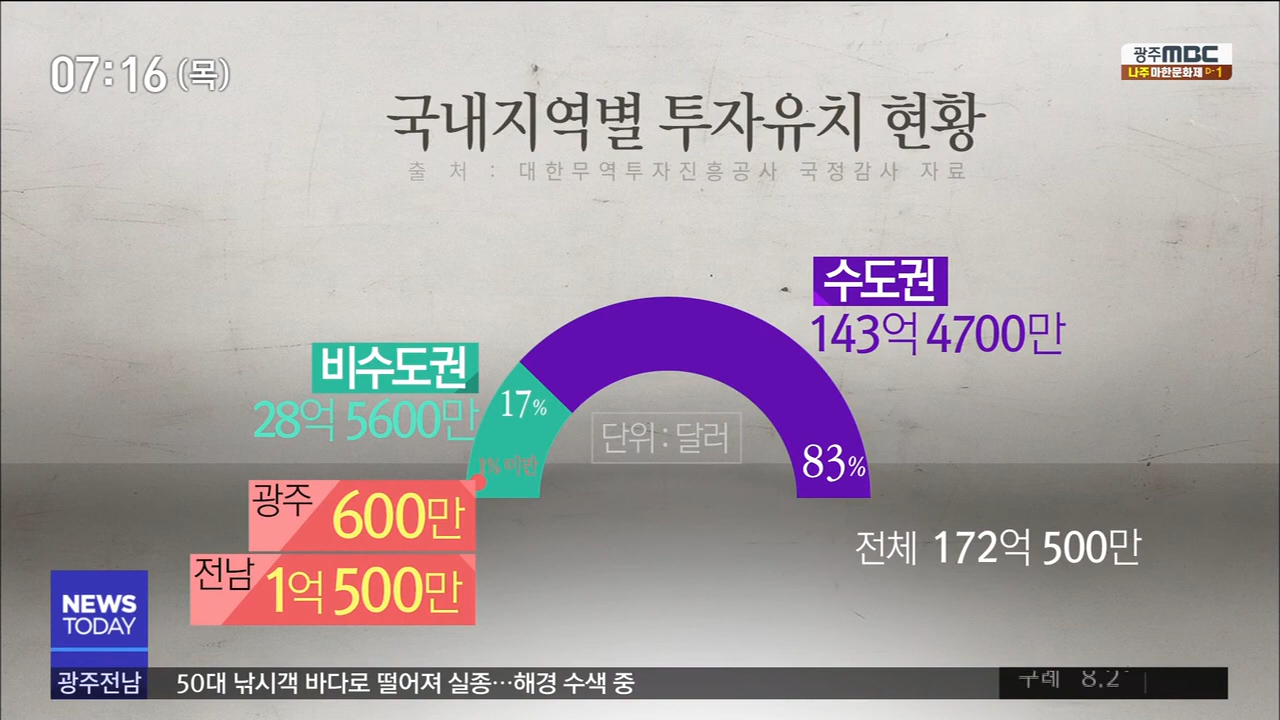 07:16 (목)
광주MBC
나주마한문화제 D-1
국내지역별 투자유치 현황
출 처 : 대한무역투자진흥공사 국정감사 자료
수도권
143억 4700만
비수도권
28억 5600만
17%
단위 : 달러
1% 미만
83%
광주 600만
전체 172억 500만
전남 1억 500만
NEWS
TODAY
광주전남 50대 낚시객 바다로 떨어져 실종…해경 수색 중
구례